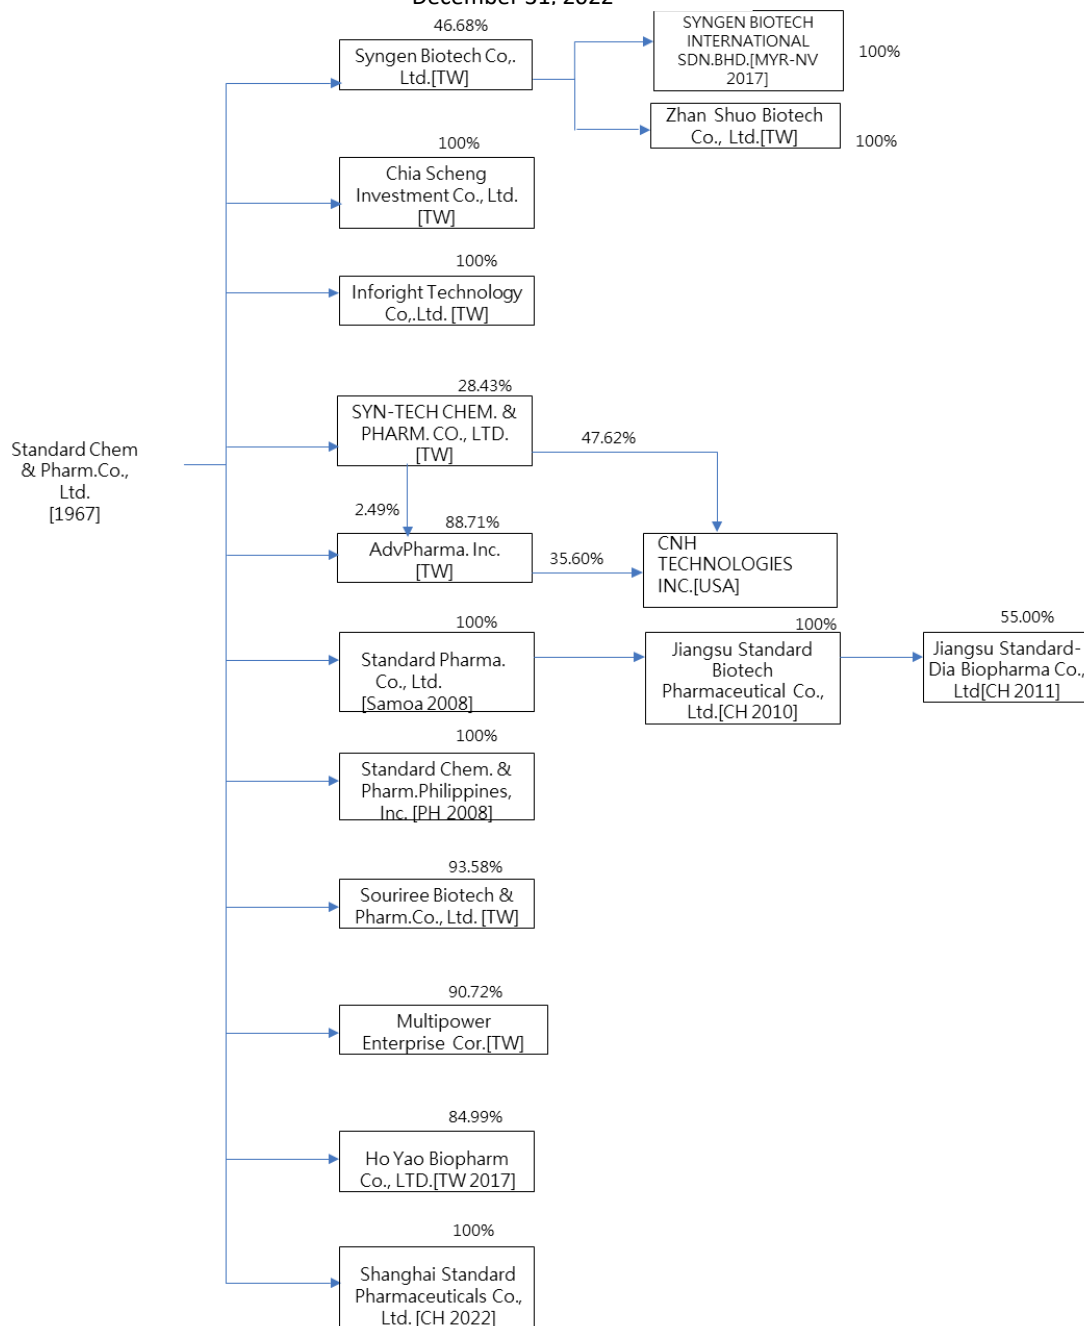 December 31, 2022
46.68%
Syngen Biotech Co,.
Ltd.[TW]
SYNGEN BIOTECH
INTERNATIONAL
SDN.BHD.[MYR-NV
2017]
100%
Zhan Shuo Biotech
Co., Ltd.[TW]
100%
100%
Chia Scheng
Investment Co., Ltd.
[TW]
100%
Inforight Technology
Co,.Ltd. [TW]
28.43%
SYN-TECH CHEM. &
PHARM. CO., LTD.
[TW]
47.62%
Standard Chem
& Pharm.Co.,
Ltd.
[1967]
2.49%
88.71%
AdvPharma. Inc.
[TW]
35.60%
CNH
TECHNOLOGIES
INC.[USA]
100%
Standard Pharma.
Co., Ltd.
[Samoa 2008]
100%
Jiangsu Standard
Biotech
Pharmaceutical Co.,
Ltd.[CH 2010]
55.00%
Jiangsu Standard-
Dia Biopharma Co.,
Ltd[CH 2011]
100%
Standard Chem. &
Pharm.Philippines,
Inc. [PH 2008]
93.58%
Souriree Biotech &
Pharm.Co., Ltd. [TW]
90.72%
Multipower
Enterprise Cor.[TW]
84.99%
Ho Yao Biopharm
Co., LTD.[TW 2017]
100%
Shanghai Standard
Pharmaceuticals Co.,
Ltd. [CH 2022]